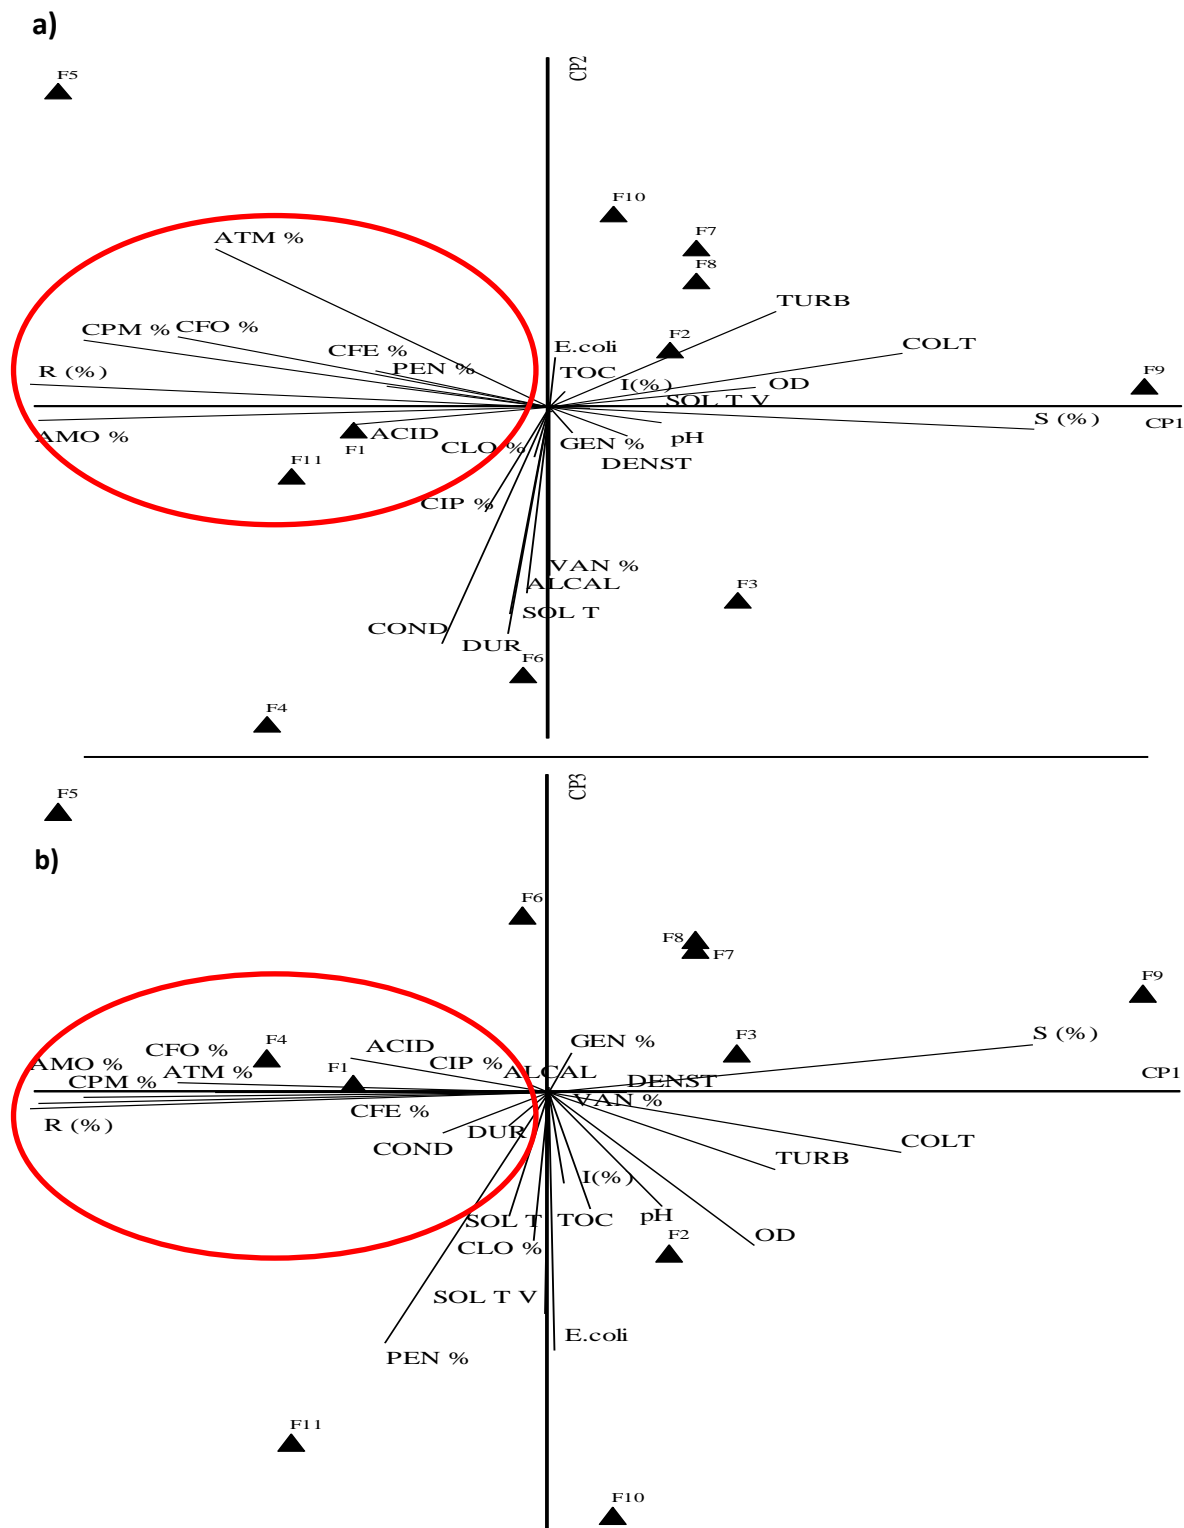 a)
CP2
F5
F10
ATM %
F7
F8
TURB
CPM %
CFO %
F2
CFE %
E.coli
COLT
R (%)
PEN %
TOC
I(%)
OD
F9
SOL T V
S (%)
CP1
AMO %
F1
ACID
CLO %
GEN %
pH
DENST
F11
CIP %
VAN %
ALCAL
F3
SOL T
COND
DUR
F6
F4
CP3
F5
b)
F6
F8
F7
F9
S (%)
AMO %
CFO %
F4
ACID
CIP %
GEN %
F3
CPM %
ATM %
F1
ALCAL
DENST
CP1
VAN %
R (%)
CFE %
COND
DUR
COLT
TURB
I(%)
SOL T
TOC
pH
F2
OD
CLO %
SOL T V
E.coli
PEN %
F11
F10